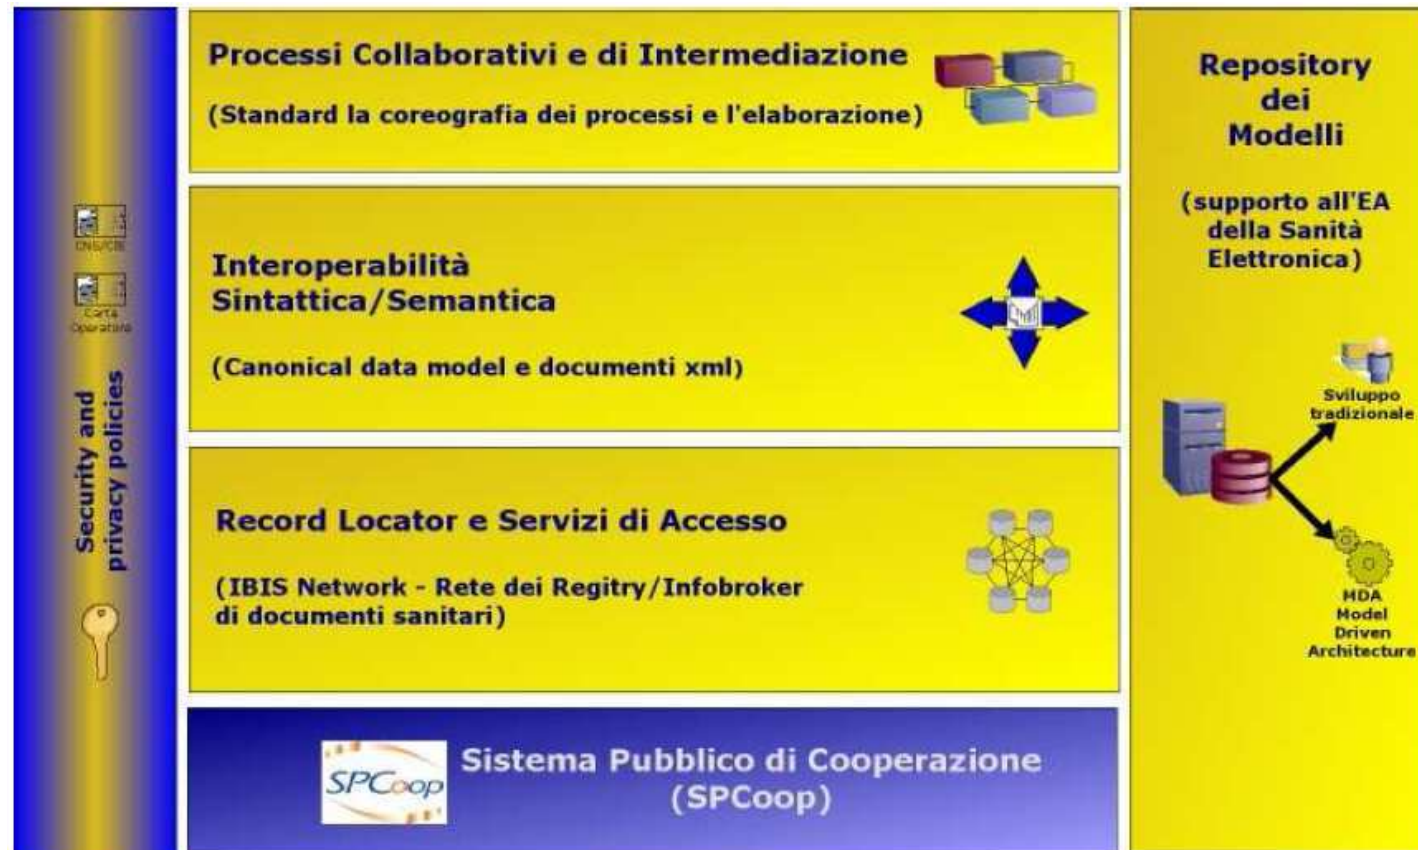 CNS/CIE
Carta
Operatore
Security and
privacy policies
Processi Collaborativi e di Intermediazione
(Standard la coreografia dei processi e l'elaborazione)
Interoperabilità
Sintattica/Semantica
(Canonical data model e documenti xml)
Record Locator e Servizi di Accesso
(IBIS Network - Rete dei Regitry/Infobroker
di documenti sanitari)
SPCoop
Sistema Pubblico di Cooperazione
(SPCoop)
Repository
dei
Modelli
(supporto all'EA
della Sanità
Elettronica)
Sviluppo
tradizionale
MDA
Model
Driven
Architecture